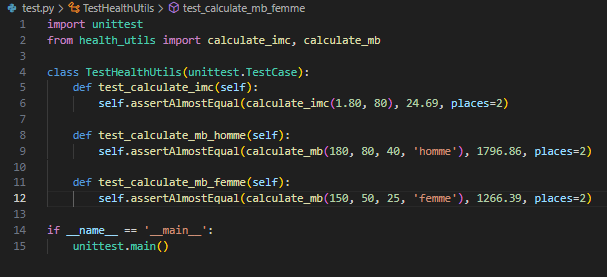 test.py > TestHealthUtils > test_calculate_mb_femme
1 import unittest
2 from health_utils import calculate_imc, calculate_mb
3
4 class TestHealthUtils(unittest.TestCase):
5     def test_calculate_imc(self):
6         self.assertAlmostEqual(calculate_imc(1.80, 80), 24.69, places=2)
7
8     def test_calculate_mb_homme(self):
9         self.assertAlmostEqual(calculate_mb(180, 80, 40, 'homme'), 1796.86, places=2)
10
11     def test_calculate_mb_femme(self):
12         self.assertAlmostEqual(calculate_mb(150, 50, 25, 'femme'), 1266.39, places=2)
13
14 if __name__ == '__main__':
15     unittest.main()